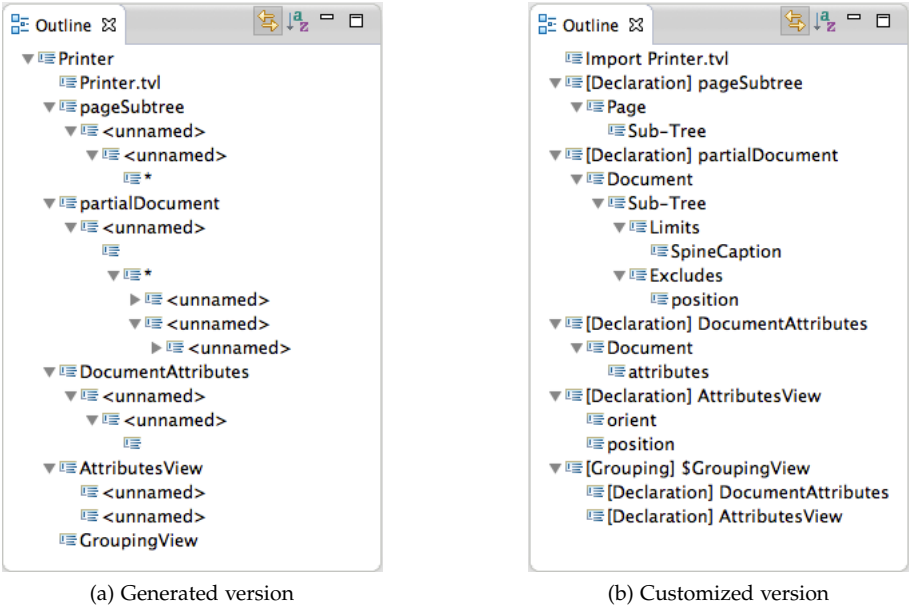 Outline
Printer
Printer.tvl
pageSubtree
<unnamed>
<unnamed>
*
partialDocument
<unnamed>
*
<unnamed>
<unnamed>
<unnamed>
DocumentAttributes
<unnamed>
<unnamed>
AttributesView
<unnamed>
<unnamed>
GroupingView
(a) Generated version
Outline
Import Printer.tvl
[Declaration] pageSubtree
Page
Sub-Tree
[Declaration] partialDocument
Document
Sub-Tree
Limits
SpineCaption
Excludes
position
[Declaration] DocumentAttributes
Document
attributes
[Declaration] AttributesView
orient
position
[Grouping] $GroupingView
[Declaration] DocumentAttributes
[Declaration] AttributesView
(b) Customized version